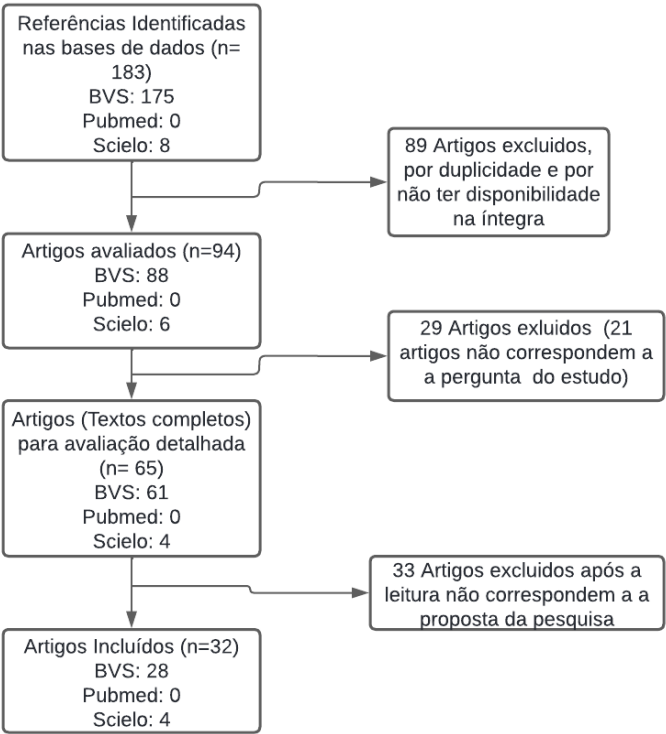 Referências Identificadas
nas bases de dados (n=
183)
BVS: 175
Pubmed: 0
Scielo: 8
89 Artigos excluidos,
por duplicidade e por
não ter disponibilidade
na íntegra
Artigos avaliados (n=94)
BVS: 88
Pubmed: 0
Scielo: 6
29 Artigos exluidos (21
artigos não correspondem a
a pergunta do estudo)
Artigos (Textos completos)
para avaliação detalhada
(n= 65)
BVS: 61
Pubmed: 0
Scielo: 4
33 Artigos excluidos após a
leitura não correspondem a a
proposta da pesquisa
Artigos Incluídos (n=32)
BVS: 28
Pubmed: 0
Scielo: 4